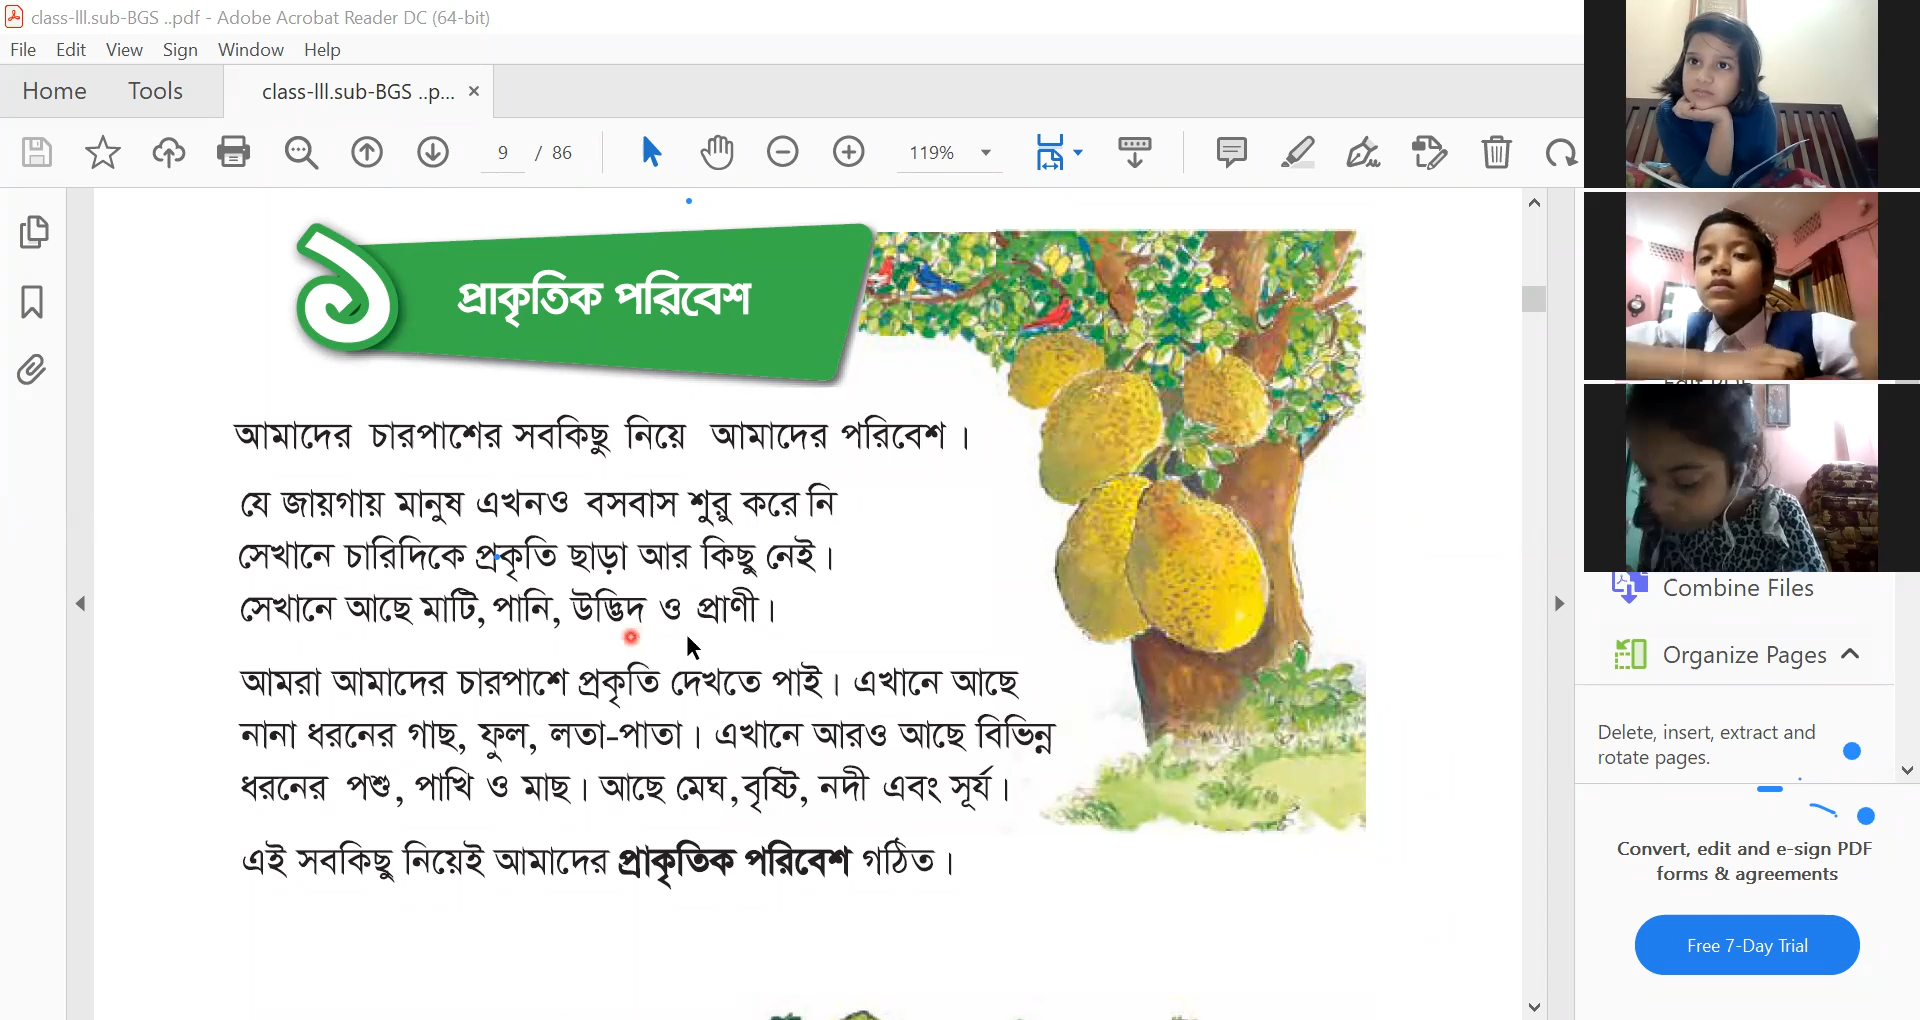 class-III.sub-BGS ..pdf - Adobe Acrobat Reader DC (64-bit)
File Edit View Sign Window Help
Home Tools class-III.sub-BGS ..p... ×
9 / 86 119%
১ প্রাকৃতিক পরিবেশ
আমাদের চারপাশের সবকিছু নিয়ে আমাদের পরিবেশ।
যে জায়গায় মানুষ এখনও বসবাস শুরু করে নি
সেখানে চারিদিকে প্রকৃতি ছাড়া আর কিছু নেই।
সেখানে আছে মাটি, পানি, উদ্ভিদ ও প্রাণী।
আমরা আমাদের চারপাশে প্রকৃতি দেখতে পাই। এখানে আছে
নানা ধরনের গাছ, ফুল, লতা-পাতা। এখানে আরও আছে বিভিন্ন
ধরনের পশু, পাখি ও মাছ। আছে মেঘ, বৃষ্টি, নদী এবং সূর্য।
এই সবকিছু নিয়েই আমাদের প্রাকৃতিক পরিবেশ গঠিত।
Combine Files
Organize Pages
Delete, insert, extract and
rotate pages.
Convert, edit and e-sign PDF
forms & agreements
Free 7-Day Trial